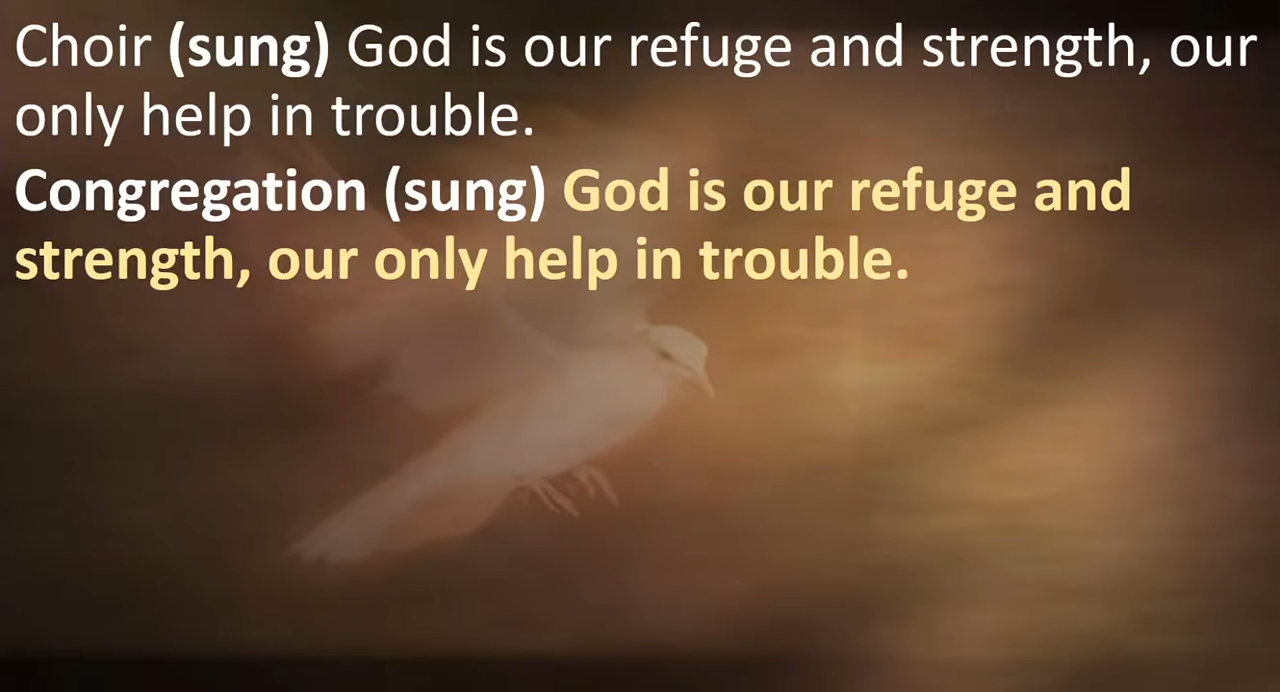 Choir (sung) God is our refuge and strength, our
only help in trouble.
Congregation (sung) God is our refuge and
strength, our only help in trouble.